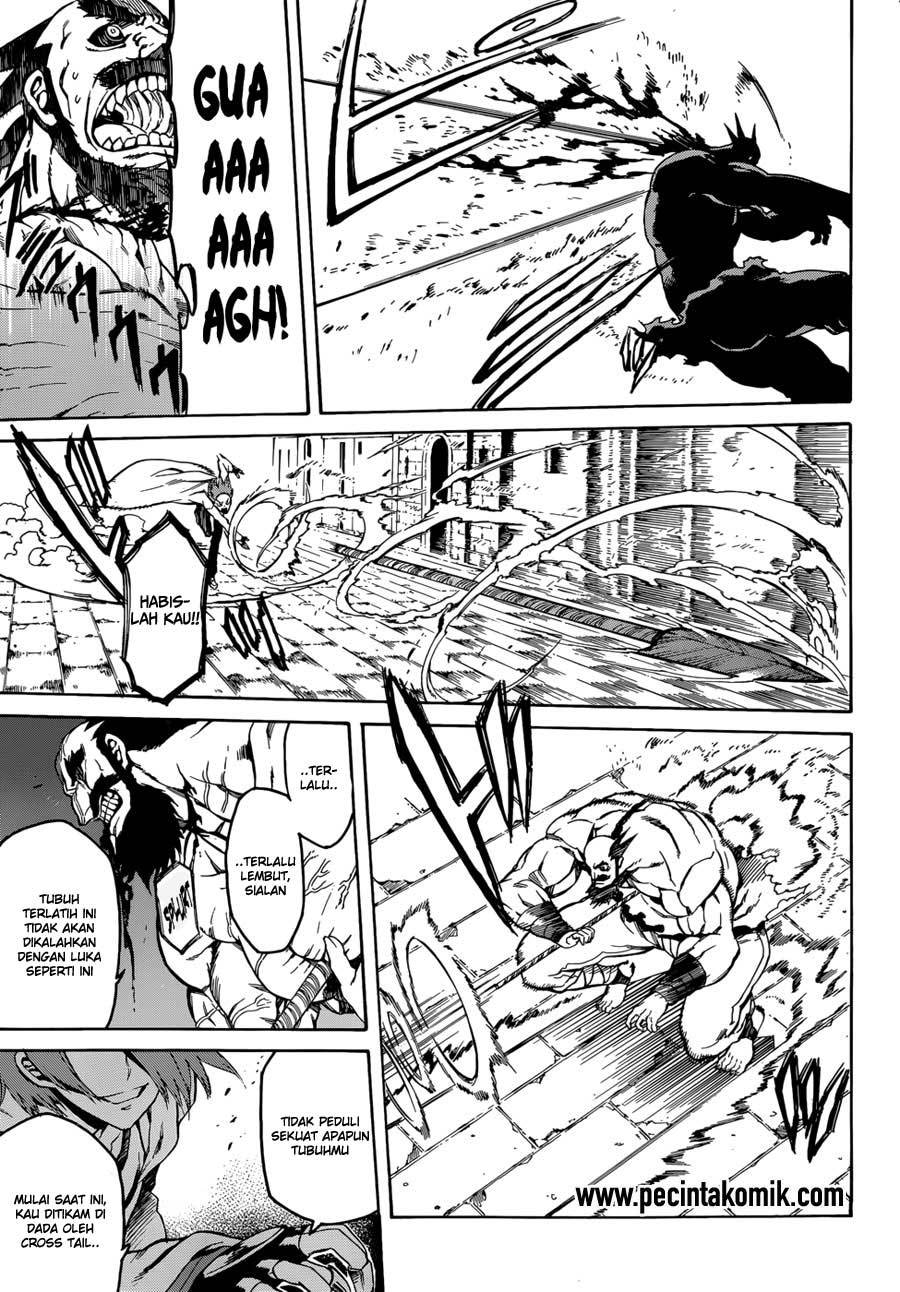 GUA
AAA
AAA
AGH!
HABIS-
LAH KAU!!
..TER-
LALU..
..TERLALU
LEMBUT,
SIALAN
SPLURT
TUBUH
TERLATIH INI
TIDAK AKAN
DIKALAHKAN
DENGAN LUKA
SEPERTI INI
TIDAK PEDULI
SEKUAT APAPUN
TUBUHMU
MULAI SAAT INI,
KAU DITIKAM DI
DADA OLEH
CROSS TAIL..
www.pecintakomik.com